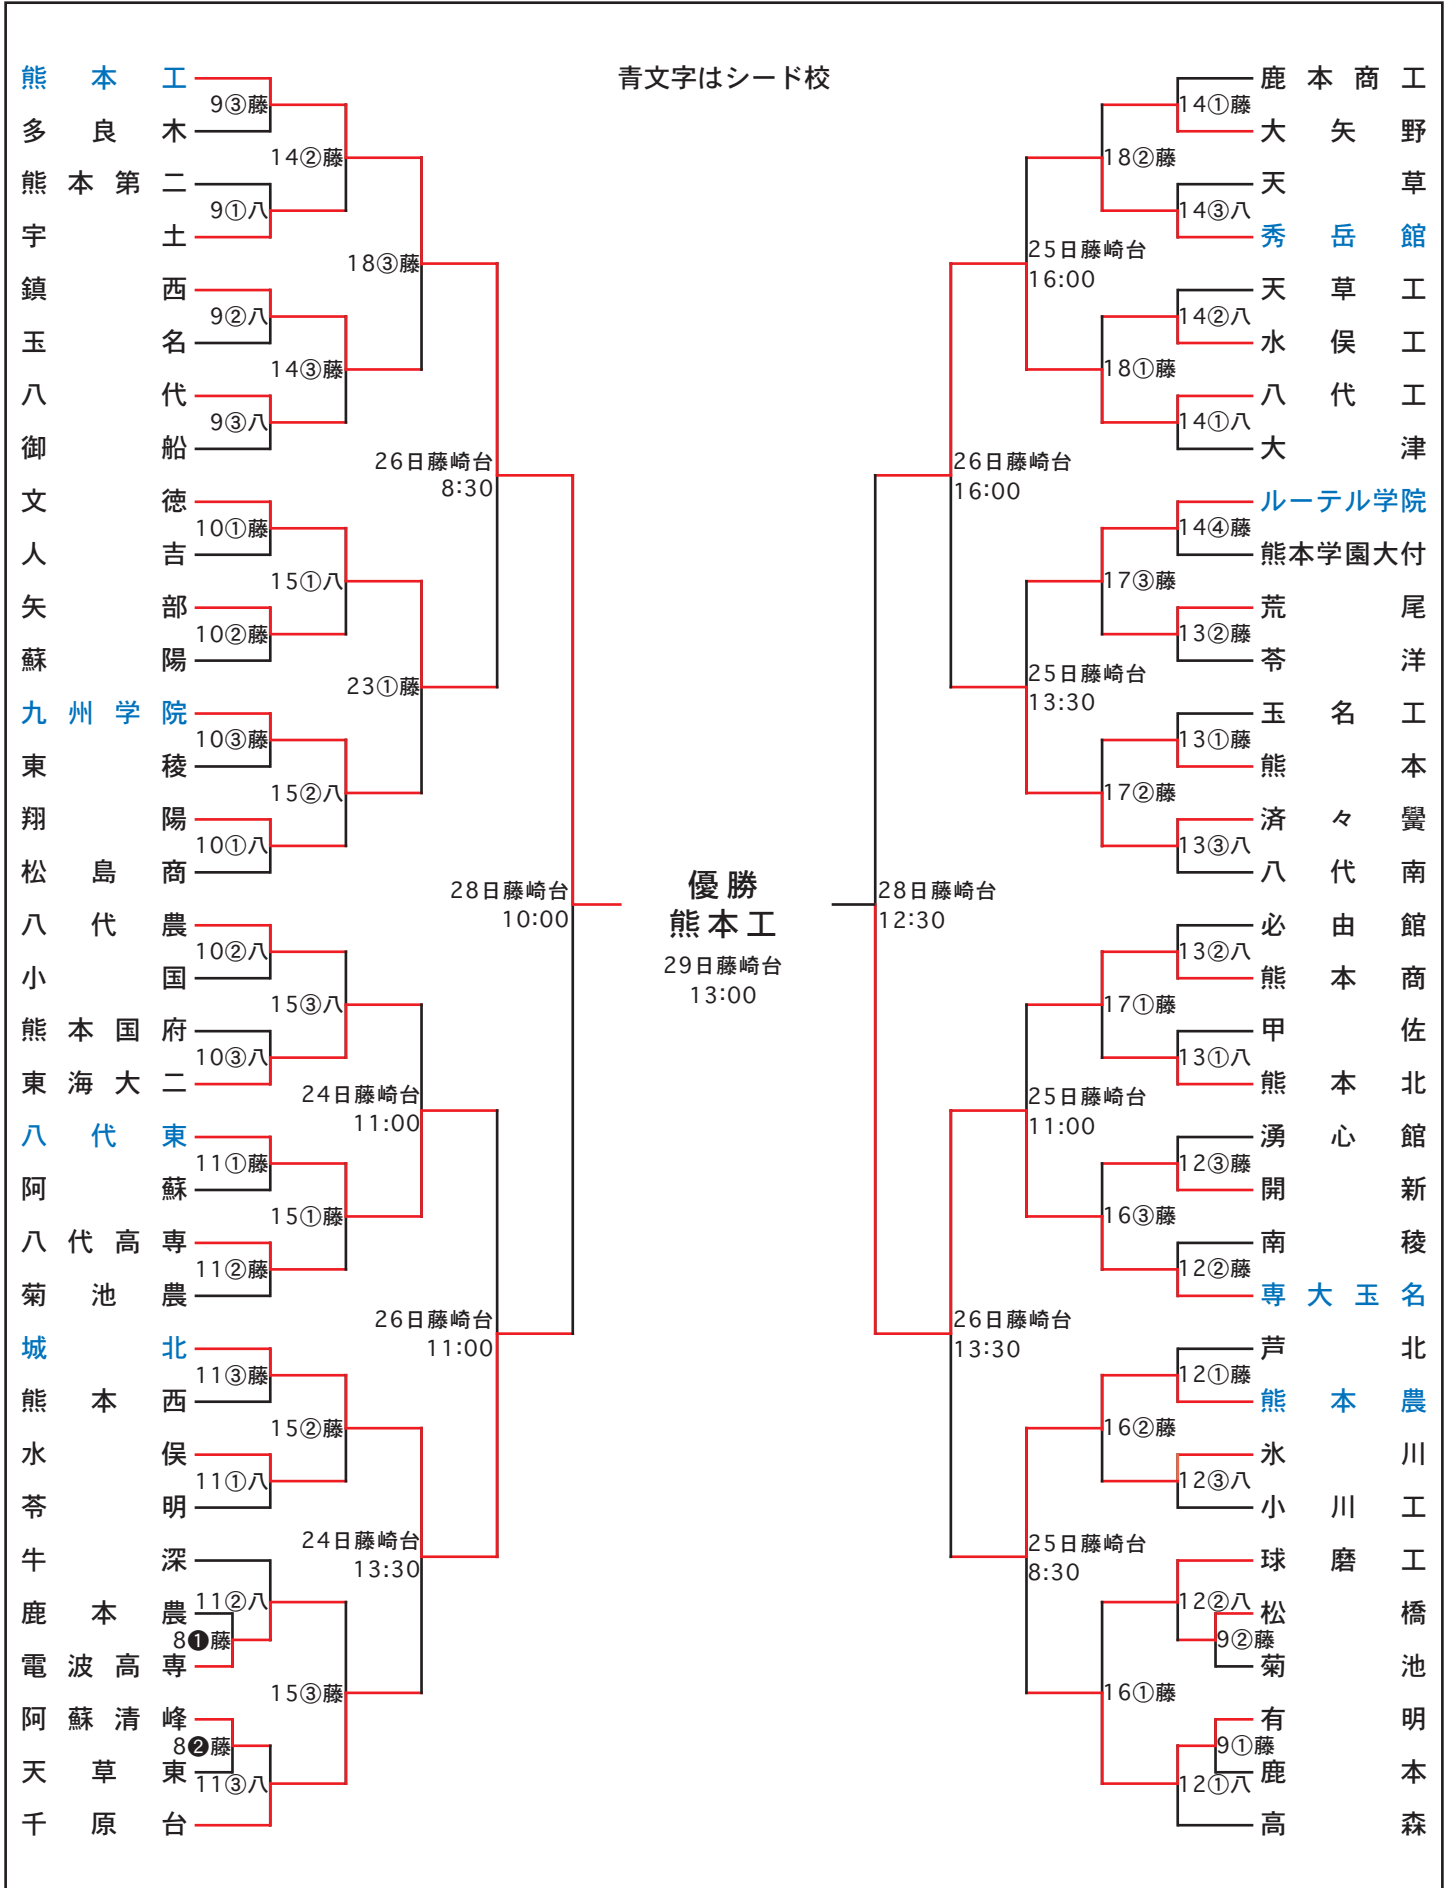 青文字はシード校
熊本工
9③藤
多良木
14②藤
熊本第二
9①八
宇土
18③藤
鎮西
9②八
玉名
14③藤
八代
9③八
御船
26日藤崎台
8:30
文徳
10①藤
人吉
15①八
矢部
10②藤
蘇陽
23①藤
九州学院
10③藤
東稜
15②八
翔陽
10①八
松島商
28日藤崎台
10:00
八代農
10②八
小国
15③八
熊本国府
10③八
東海大二
24日藤崎台
11:00
八代東
11①藤
阿蘇
15①藤
八代高専
11②藤
菊池農
26日藤崎台
11:00
城北
11③藤
熊本西
15②藤
水俣
11①八
苓明
24日藤崎台
13:30
牛深
11②八
鹿本農
8❶藤
電波高専
15③藤
阿蘇清峰
8❷藤
天草東
11③八
千原台
優勝
熊本工
29日藤崎台
13:00
鹿本商工
14①藤
大矢野
18②藤
天草
14③八
秀岳館
25日藤崎台
16:00
天草工
14②八
水俣工
18①藤
八代工
14①八
大津
26日藤崎台
16:00
ルーテル学院
14④藤
熊本学園大付
17③藤
荒尾
13②藤
苓洋
25日藤崎台
13:30
玉名工
13①藤
熊本
17②藤
済々黌
13③八
八代南
28日藤崎台
12:30
必由館
13②八
熊本商
17①藤
甲佐
13①八
熊本北
25日藤崎台
11:00
湧心館
12③藤
開新
16③藤
南稜
12②藤
専大玉名
26日藤崎台
13:30
芦北
12①藤
熊本農
16②藤
氷川
12③八
小川工
25日藤崎台
8:30
球磨工
12②八
松橋
9②藤
菊池
16①藤
有明
9①藤
鹿本
12①八
高森